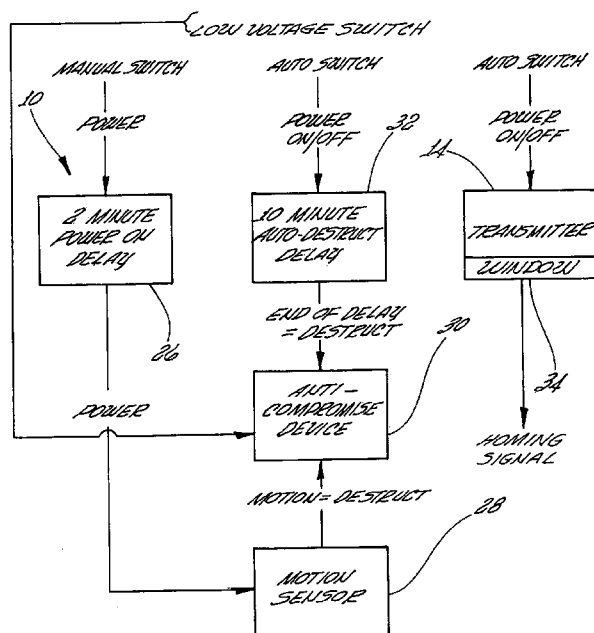 LOW VOLTAGE SWITCH
MANUAL SWITCH
AUTO SWITCH
AUTO SWITCH
10
POWER
POWER
ON/OFF
32
14
POWER
ON/OFF
2 MINUTE
POWER ON
DELAY
26
10 MINUTE
AUTO-DESTRUCT
DELAY
TRANSMITTER
WINDOW
34
END OF DELAY
= DESTRUCT
30
POWER
ANTI-
COMPROMISE
DEVICE
HOMING
SIGNAL
MOTION = DESTRUCT
28
MOTION
SENSOR